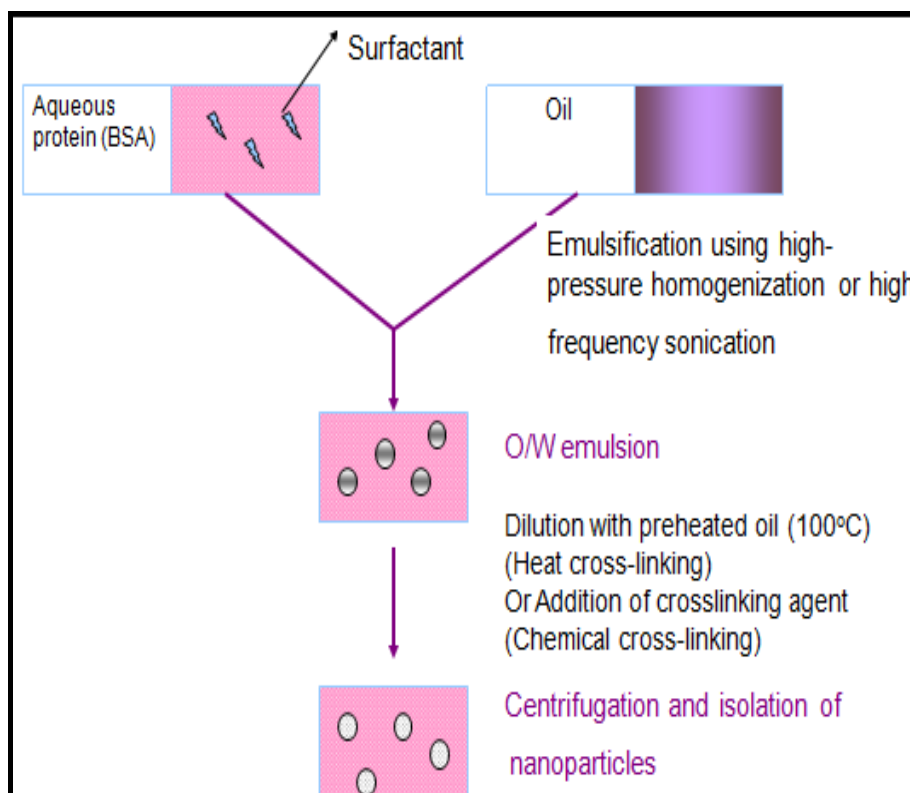 Surfactant
Aqueous
protein (BSA)
Oil
Emulsification using high-
pressure homogenization or high
frequency sonication
O/W emulsion
Dilution with preheated oil (100ºC)
(Heat cross-linking)
Or Addition of crosslinking agent
(Chemical cross-linking)
Centrifugation and isolation of
nanoparticles